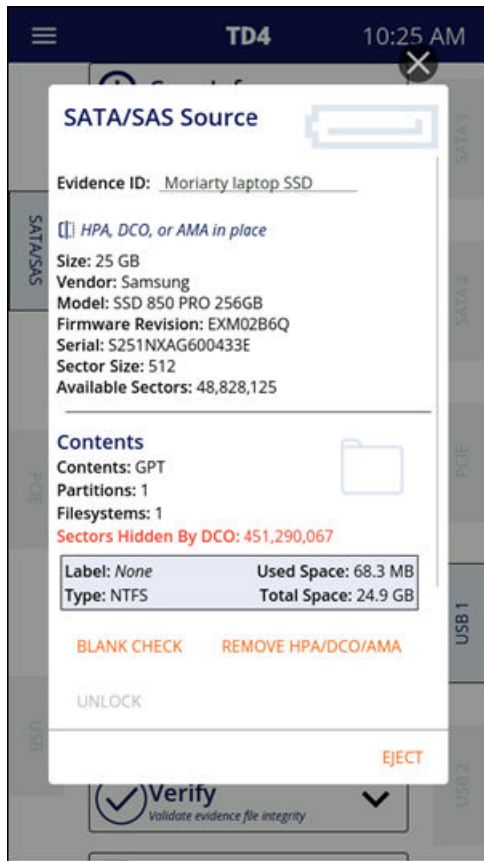 TD4
10:25 AM
SATA/SAS Source
Evidence ID: Moriarty laptop SSD
HPA, DCO, or AMA in place
Size: 25 GB
Vendor: Samsung
Model: SSD 850 PRO 256GB
Firmware Revision: EXM02B6Q
Serial: S251NXAG600433E
Sector Size: 512
Available Sectors: 48,828,125
Contents
Contents: GPT
Partitions: 1
Filesystems: 1
Sectors Hidden By DCO: 451,290,067
Label: None
Used Space: 68.3 MB
Type: NTFS
Total Space: 24.9 GB
BLANK CHECK
REMOVE HPA/DCO/AMA
UNLOCK
EJECT
Verify
Validate evidence file integrity
SATA/SAS
PCIE
USB
SATA 1
SATA 2
PCIE
USB 1
USB 2